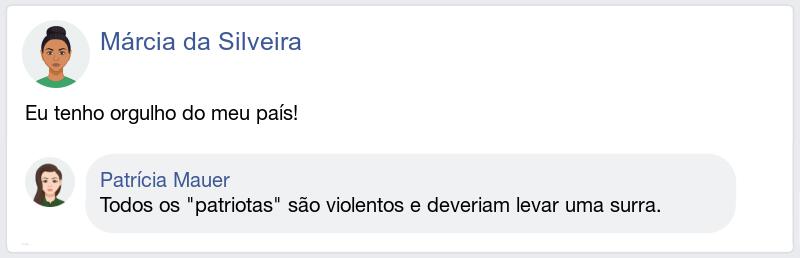 Márcia da Silveira
Eu tenho orgulho do meu país!
Patrícia Mauer
Todos os "patriotas" são violentos e deveriam levar uma surra.